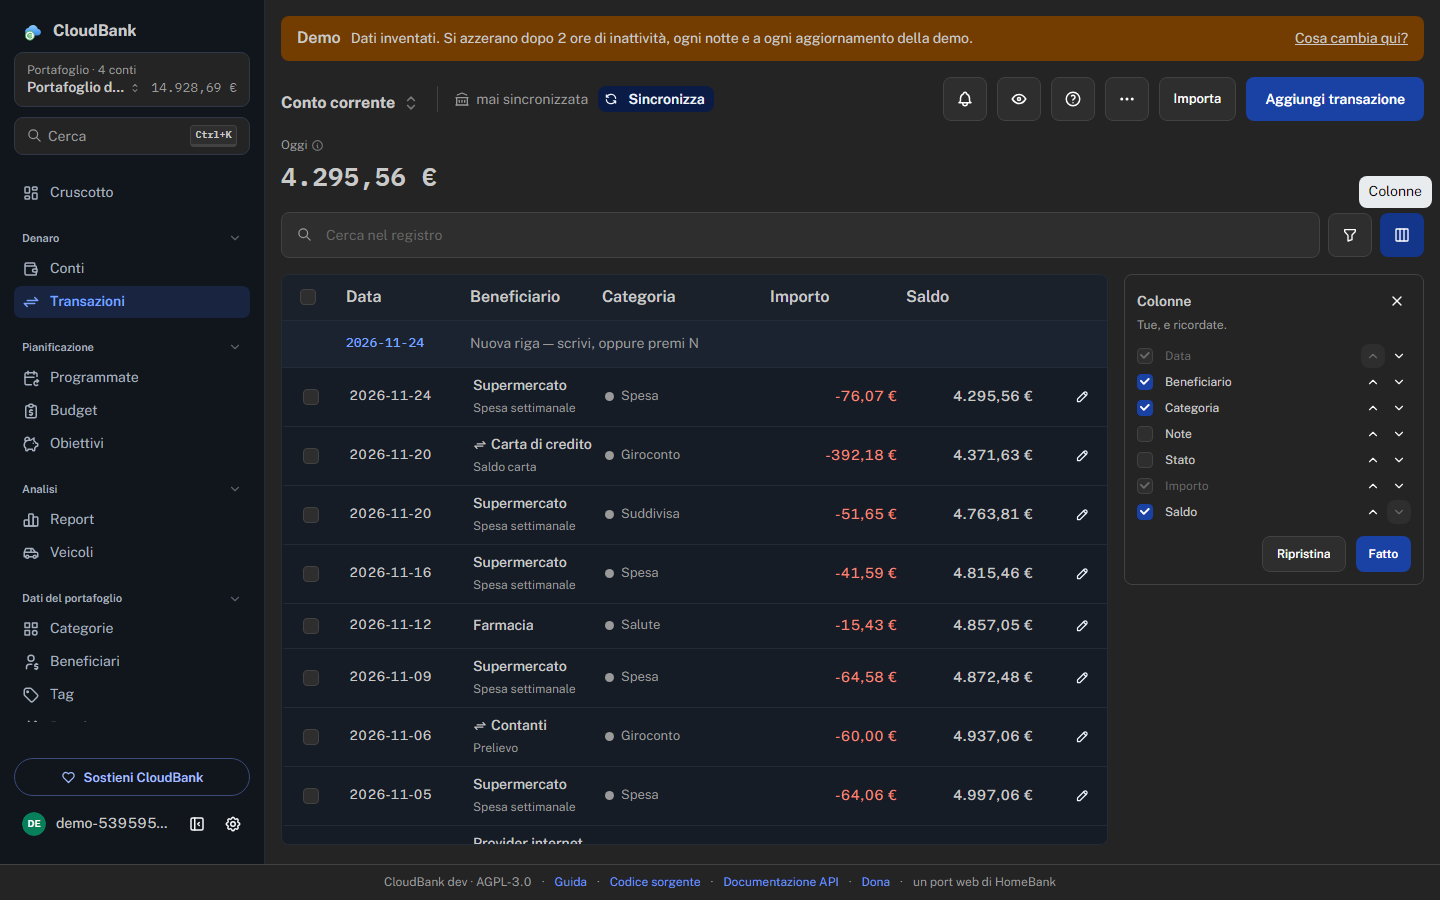 CloudBank
Portafoglio · 4 conti
Portafoglio d... 14.928,69 €
Cerca Ctrl+K
Cruscotto
Denaro
Conti
Transazioni
Pianificazione
Programmate
Budget
Obiettivi
Analisi
Report
Veicoli
Dati del portafoglio
Categorie
Beneficiari
Tag
Sostieni CloudBank
DE demo-539595...
Demo Dati inventati. Si azzerano dopo 2 ore di inattività, ogni notte e a ogni aggiornamento della demo. Cosa cambia qui?
Conto corrente mai sincronizzata Sincronizza Importa Aggiungi transazione
Oggi
4.295,56 €
Colonne
Cerca nel registro
Data Beneficiario Categoria Importo Saldo
2026-11-24 Nuova riga — scrivi, oppure premi N
2026-11-24 Supermercato Spesa settimanale Spesa -76,07 € 4.295,56 €
2026-11-20 Carta di credito Saldo carta Giroconto -392,18 € 4.371,63 €
2026-11-20 Supermercato Spesa settimanale Suddivisa -51,65 € 4.763,81 €
2026-11-16 Supermercato Spesa settimanale Spesa -41,59 € 4.815,46 €
2026-11-12 Farmacia Salute -15,43 € 4.857,05 €
2026-11-09 Supermercato Spesa settimanale Spesa -64,58 € 4.872,48 €
2026-11-06 Contanti Prelievo Giroconto -60,00 € 4.937,06 €
2026-11-05 Supermercato Spesa settimanale Spesa -64,06 € 4.997,06 €
Provider internet
Colonne
Tue, e ricordate.
Data
Beneficiario
Categoria
Note
Stato
Importo
Saldo
Ripristina Fatto
CloudBank dev · AGPL-3.0 · Guida · Codice sorgente · Documentazione API · Dona · un port web di HomeBank